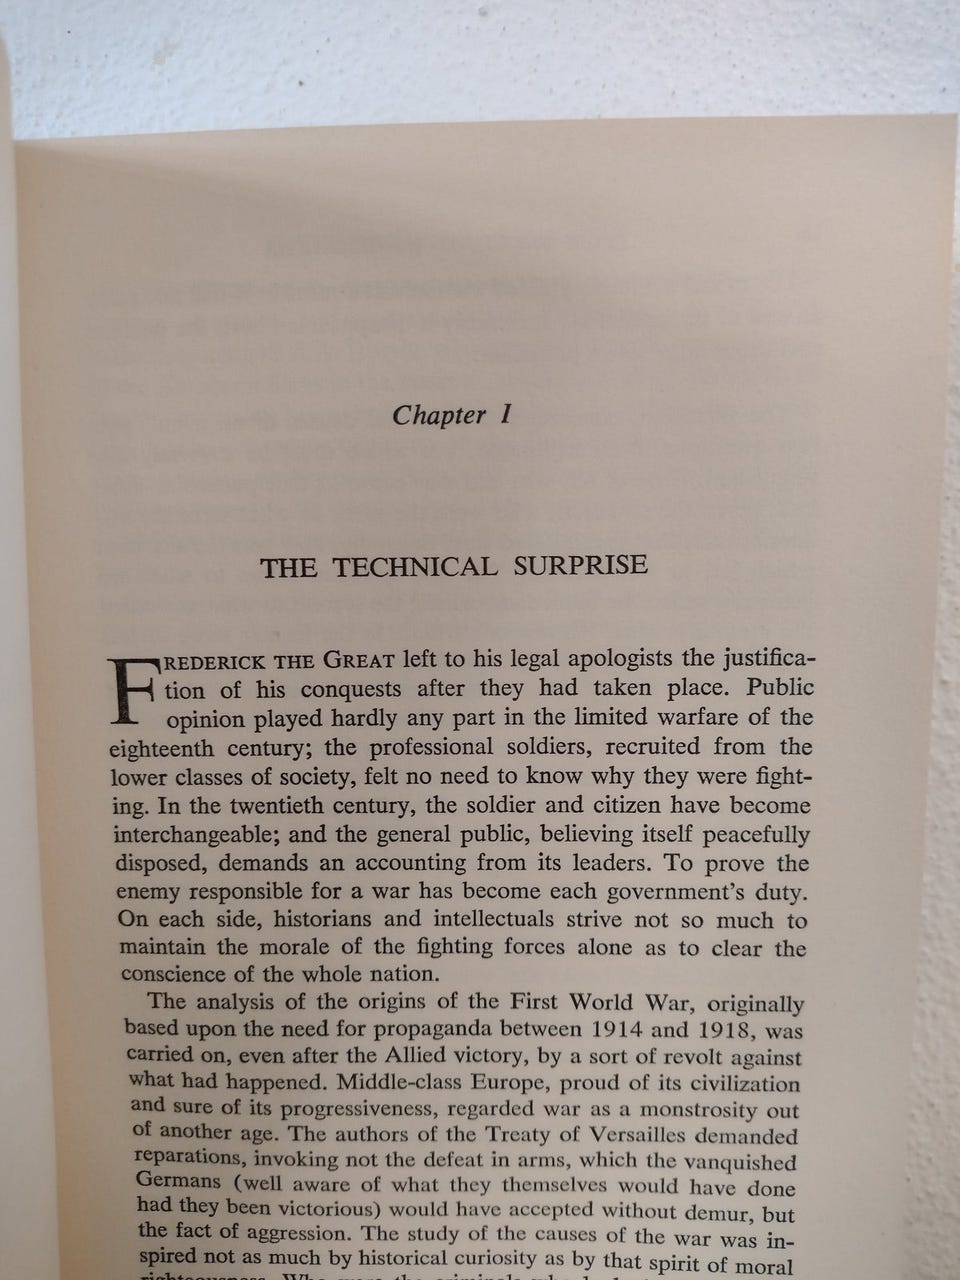 Chapter I
THE TECHNICAL SURPRISE
FREDERICK THE GREAT left to his legal apologists the justifica-
tion of his conquests after they had taken place. Public
opinion played hardly any part in the limited warfare of the
eighteenth century; the professional soldiers, recruited from the
lower classes of society, felt no need to know why they were fight-
ing. In the twentieth century, the soldier and citizen have become
interchangeable; and the general public, believing itself peacefully
disposed, demands an accounting from its leaders. To prove the
enemy responsible for a war has become each government's duty.
On each side, historians and intellectuals strive not so much to
maintain the morale of the fighting forces alone as to clear the
conscience of the whole nation.
The analysis of the origins of the First World War, originally
based upon the need for propaganda between 1914 and 1918, was
carried on, even after the Allied victory, by a sort of revolt against
what had happened. Middle-class Europe, proud of its civilization
and sure of its progressiveness, regarded war as a monstrosity out
of another age. The authors of the Treaty of Versailles demanded
reparations, invoking not the defeat in arms, which the vanquished
Germans (well aware of what they themselves would have done
had they been victorious) would have accepted without demur, but
the fact of aggression. The study of the causes of the war was in-
spired not as much by historical curiosity as by that spirit of moral